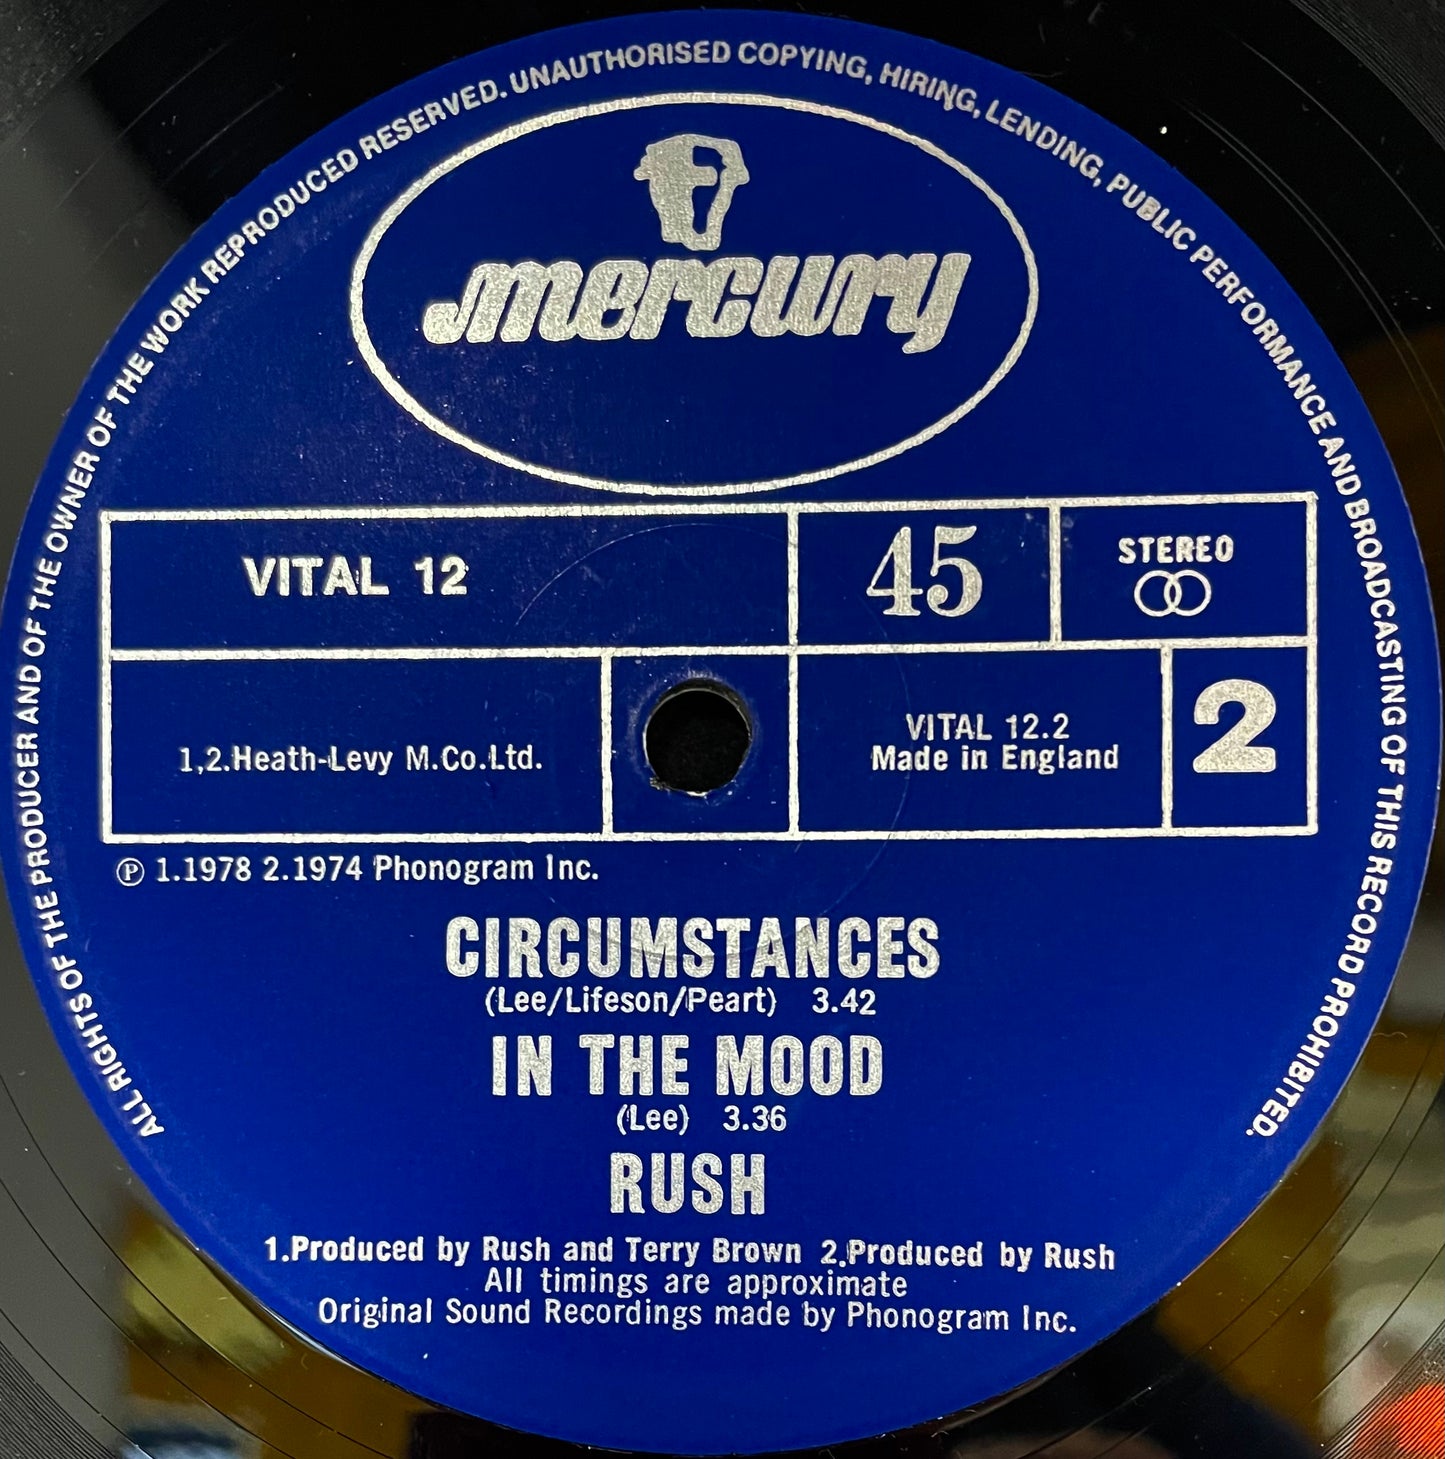 ALL RIGHTS OF THE PRODUCER AND OF THE OWNER OF THE WORK REPRODUCED RESERVED. UNAUTHORISED COPYING, HIRING, LENDING, PUBLIC PERFORMANCE AND BROADCASTING OF THIS RECORD PROHIBITED.
mercury
VITAL 12
45
STEREO
1,2.Heath-Levy M.Co.Ltd.
VITAL 12.2
Made in England
2
℗ 1.1978 2.1974 Phonogram Inc.
CIRCUMSTANCES
(Lee/Lifeson/Peart) 3.42
IN THE MOOD
(Lee) 3.36
RUSH
1.Produced by Rush and Terry Brown 2.Produced by Rush
All timings are approximate
Original Sound Recordings made by Phonogram Inc.